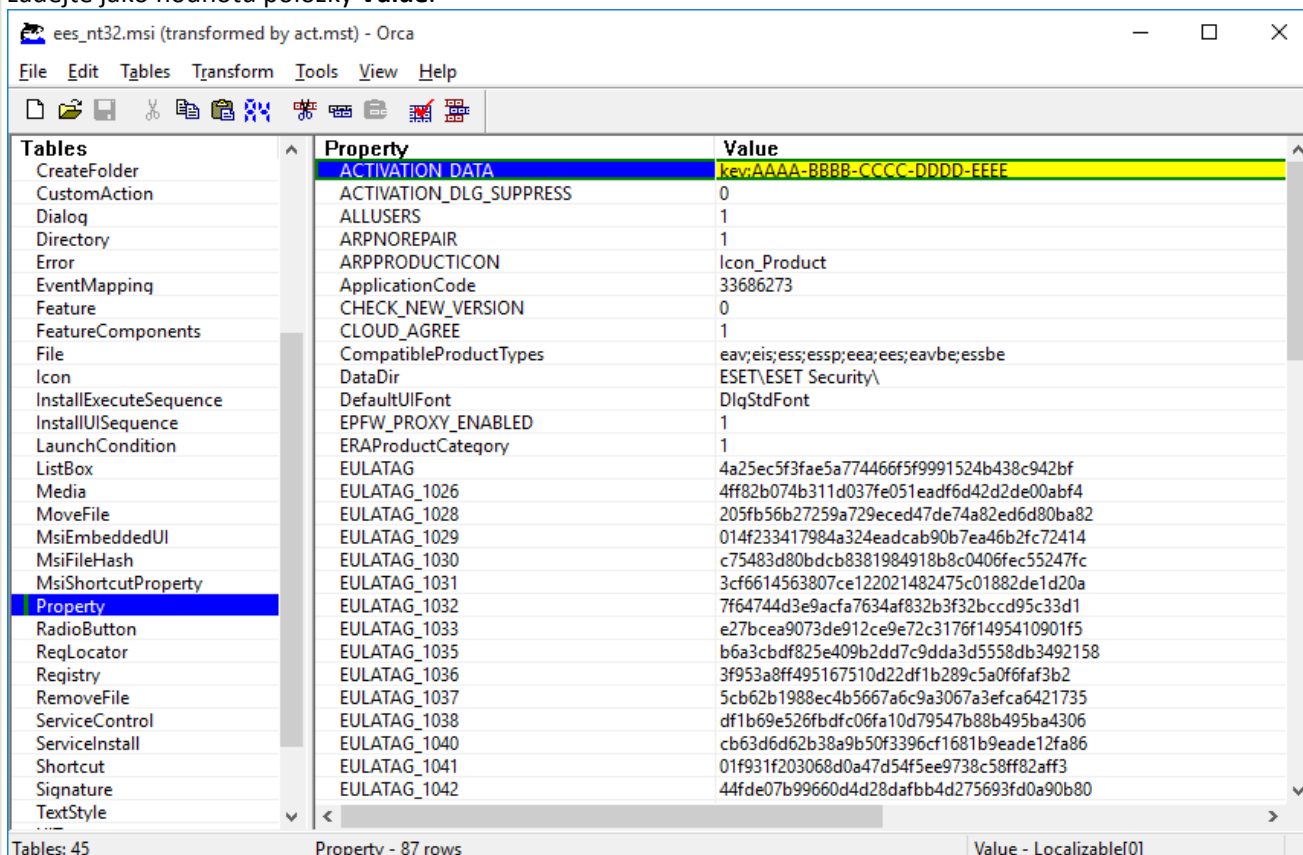 zadejte jako hodnotu položky Value.
ees_nt32.msi (transformed by act.mst) - Orca
File Edit Tables Transform Tools View Help
Tables Property Value
CreateFolder ACTIVATION_DATA key:AAAA-BBBB-CCCC-DDDD-EEEE
CustomAction ACTIVATION_DLG_SUPPRESS 0
Dialog ALLUSERS 1
Directory ARPNOREPAIR 1
Error ARPPRODUCTICON Icon_Product
EventMapping ApplicationCode 33686273
Feature CHECK_NEW_VERSION 0
FeatureComponents CLOUD_AGREE 1
File CompatibleProductTypes eav;eis;ess;essp;eea;ees;eavbe;essbe
Icon DataDir ESET\ESET Security\
InstallExecuteSequence DefaultUIFont DlgStdFont
InstallUISequence EPFW_PROXY_ENABLED 1
LaunchCondition ERAProductCategory 1
ListBox EULATAG 4a25ec5f3fae5a774466f5f9991524b438c942bf
Media EULATAG_1026 4ff82b074b311d037fe051eadf6d42d2de00abf4
MoveFile EULATAG_1028 205fb56b27259a729eced47de74a82ed6d80ba82
MsiEmbeddedUI EULATAG_1029 014f233417984a324eadcab90b7ea46b2fc72414
MsiFileHash EULATAG_1030 c75483d80bdcb8381984918b8c0406fec55247fc
MsiShortcutProperty EULATAG_1031 3cf6614563807ce122021482475c01882de1d20a
Property EULATAG_1032 7f64744d3e9acfa7634af832b3f32bccd95c33d1
RadioButton EULATAG_1033 e27bcea9073de912ce9e72c3176f1495410901f5
RegLocator EULATAG_1035 b6a3cbdf825e409b2dd7c9dda3d5558db3492158
Registry EULATAG_1036 3f953a8ff495167510d22df1b289c5a0f6faf3b2
RemoveFile EULATAG_1037 5cb62b1988ec4b5667a6c9a3067a3efca6421735
ServiceControl EULATAG_1038 df1b69e526fbdfc06fa10d79547b88b495ba4306
ServiceInstall EULATAG_1040 cb63d6d62b38a9b50f3396cf1681b9eade12fa86
Shortcut EULATAG_1041 01f931f203068d0a47d54f5ee9738c58ff82aff3
Signature EULATAG_1042 44fde07b99660d4d28dafbb4d275693fd0a90b80
TextStyle
Tables: 45 Property - 87 rows Value - Localizable[0]